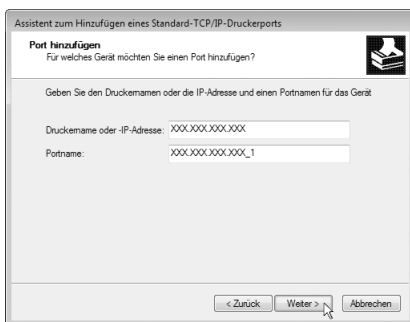 Assistent zum Hinzufügen eines Standard-TCP/IP-Druckerports
Port hinzufügen
Für welches Gerät möchten Sie einen Port hinzufügen?
Geben Sie den Druckernamen oder die IP-Adresse und einen Portnamen für das Gerät
Druckername oder -IP-Adresse: XXX.XXX.XXX.XXX
Portname: XXX.XXX.XXX.XXX_1
< Zurück Weiter > Abbrechen